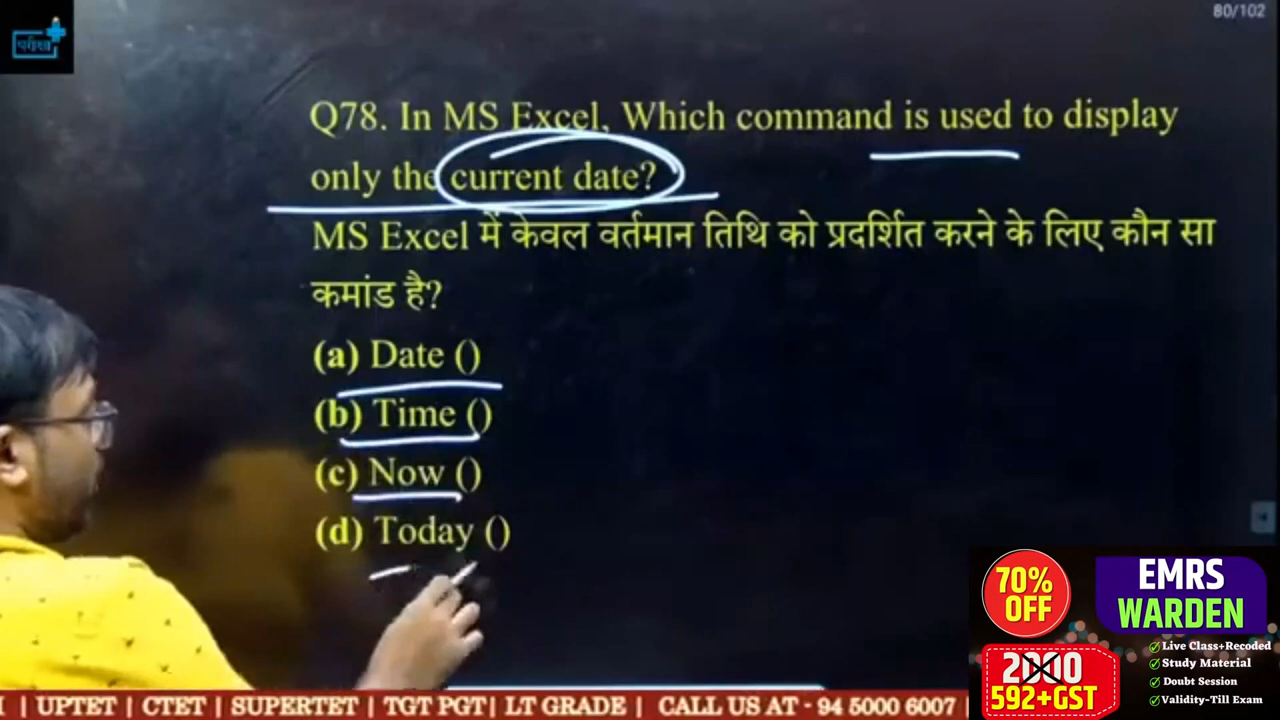 80/102
परीक्षा
Q78. In MS Excel, Which command is used to display
only the current date?
MS Excel में केवल वर्तमान तिथि को प्रदर्शित करने के लिए कौन सा
कमांड है?
(a) Date ()
(b) Time ()
(c) Now ()
(d) Today ()
70%
OFF
EMRS
WARDEN
2000
592+GST
Live Class+Recoded
Study Material
Doubt Session
Validity-Till Exam
| UPTET | CTET | SUPERTET | TGT PGT | LT GRADE | CALL US AT - 94 5000 6007 |